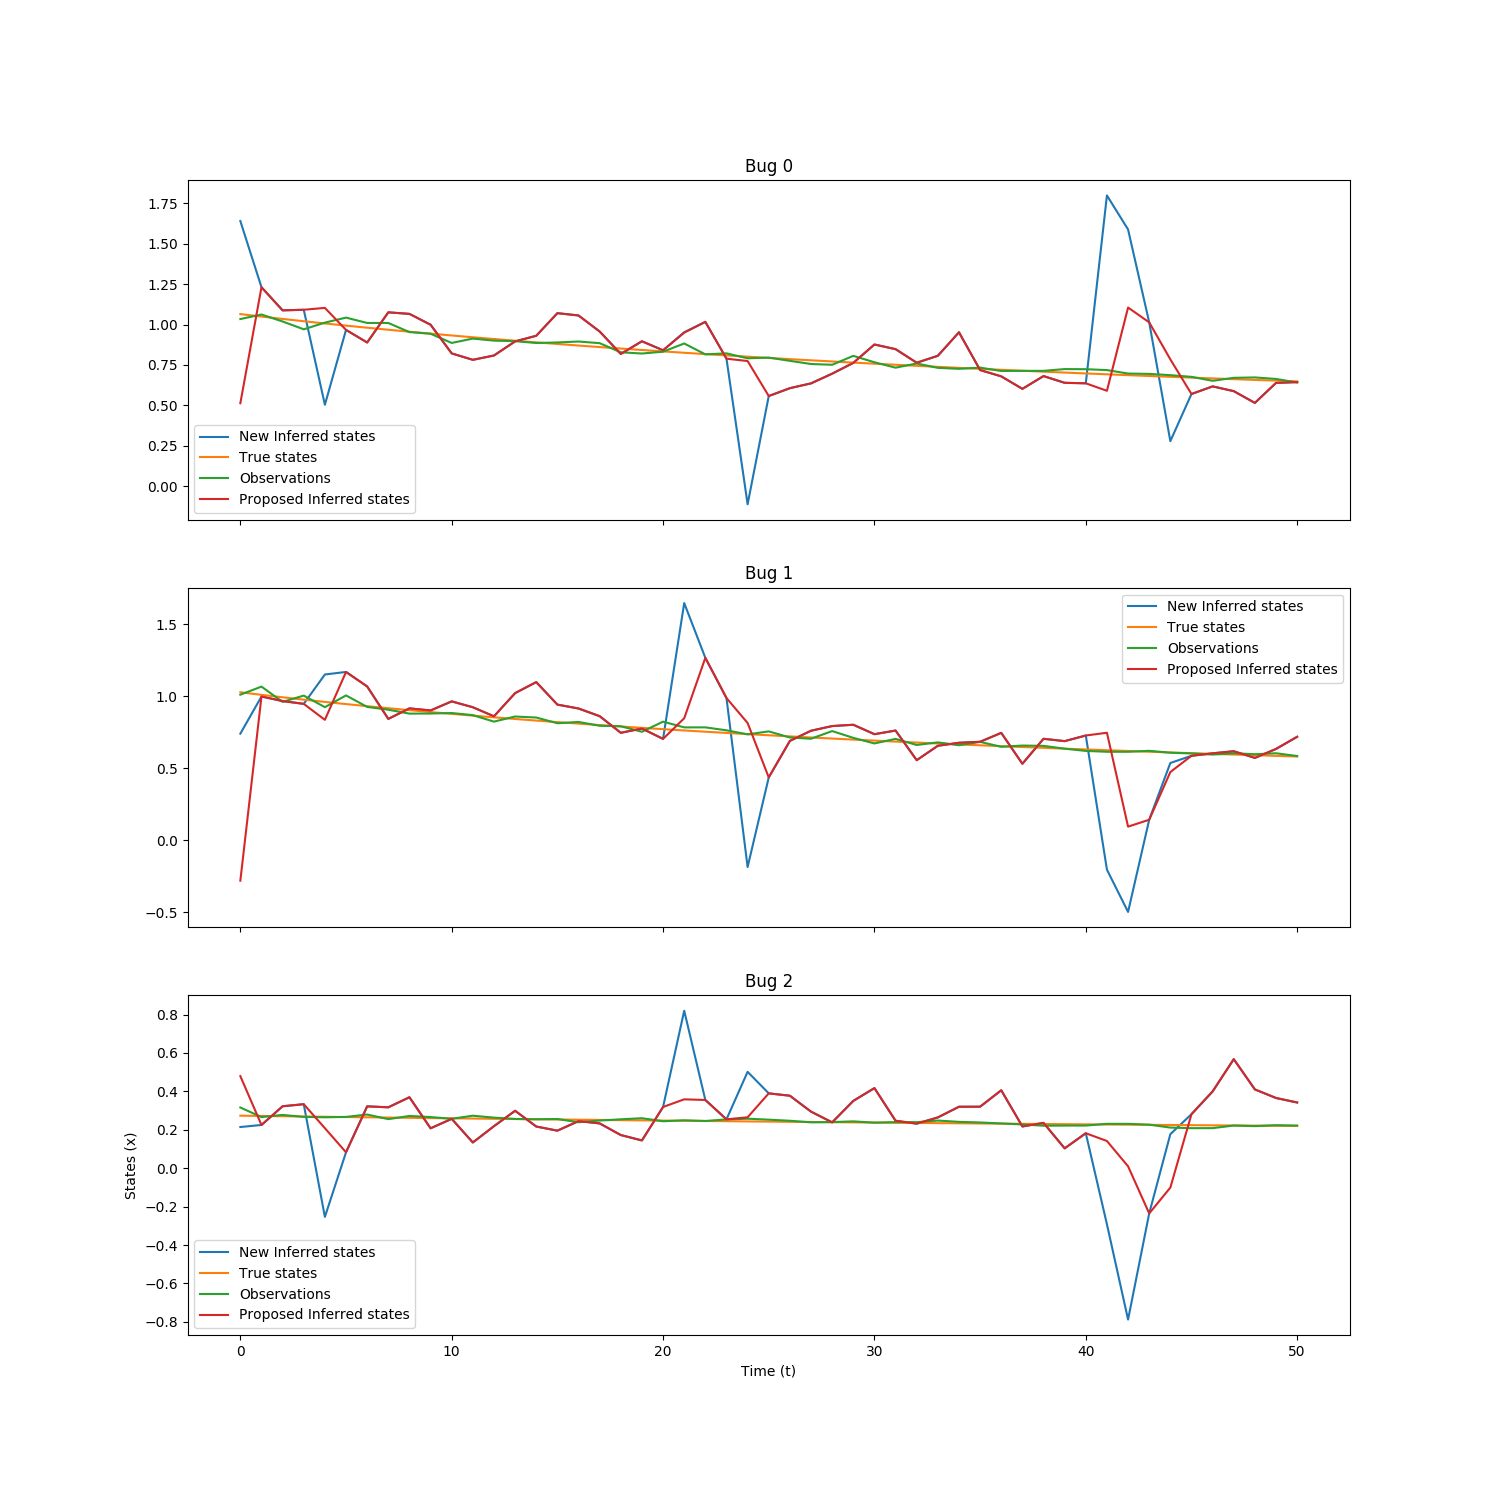 Bug 0
1.75
1.50
1.25
1.00
0.75
0.50
0.25
0.00
New Inferred states
True states
Observations
Proposed Inferred states
Bug 1
1.5
1.0
0.5
0.0
−0.5
New Inferred states
True states
Observations
Proposed Inferred states
Bug 2
States (x)
0.8
0.6
0.4
0.2
0.0
−0.2
−0.4
−0.6
−0.8
New Inferred states
True states
Observations
Proposed Inferred states
0 10 20 30 40 50
Time (t)